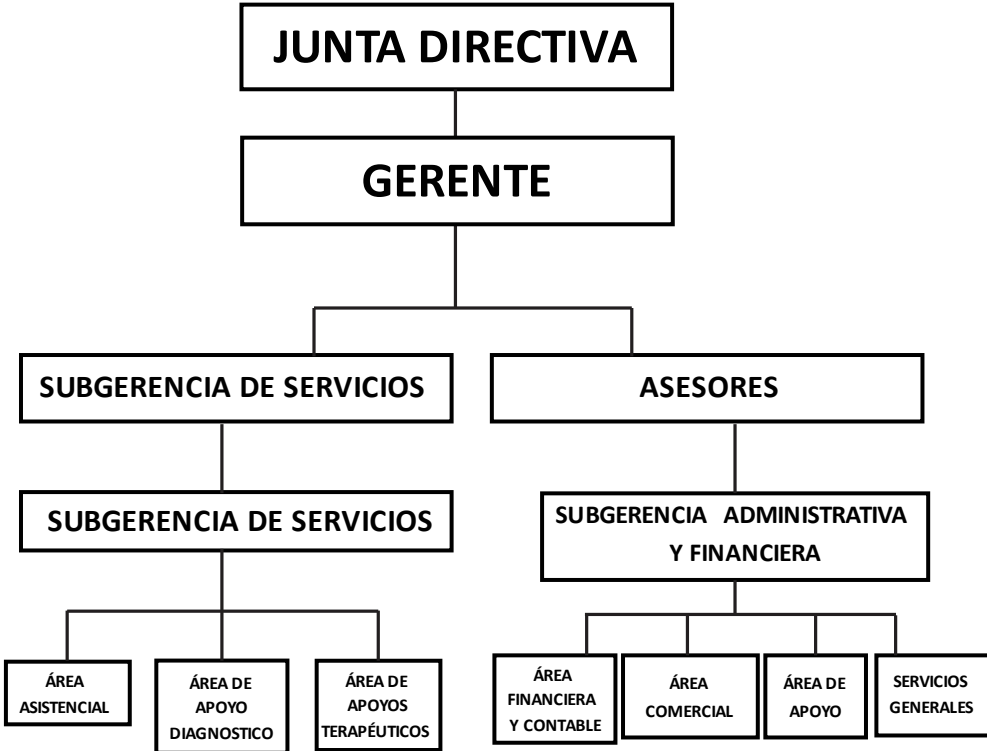 JUNTA DIRECTIVA
GERENTE
SUBGERENCIA DE SERVICIOS
ASESORES
SUBGERENCIA DE SERVICIOS
SUBGERENCIA ADMINISTRATIVA
Y FINANCIERA
ÁREA
ASISTENCIAL
ÁREA DE
APOYO
DIAGNOSTICO
ÁREA DE
APOYOS
TERAPÉUTICOS
ÁREA
FINANCIERA
Y CONTABLE
ÁREA
COMERCIAL
ÁREA DE
APOYO
SERVICIOS
GENERALES